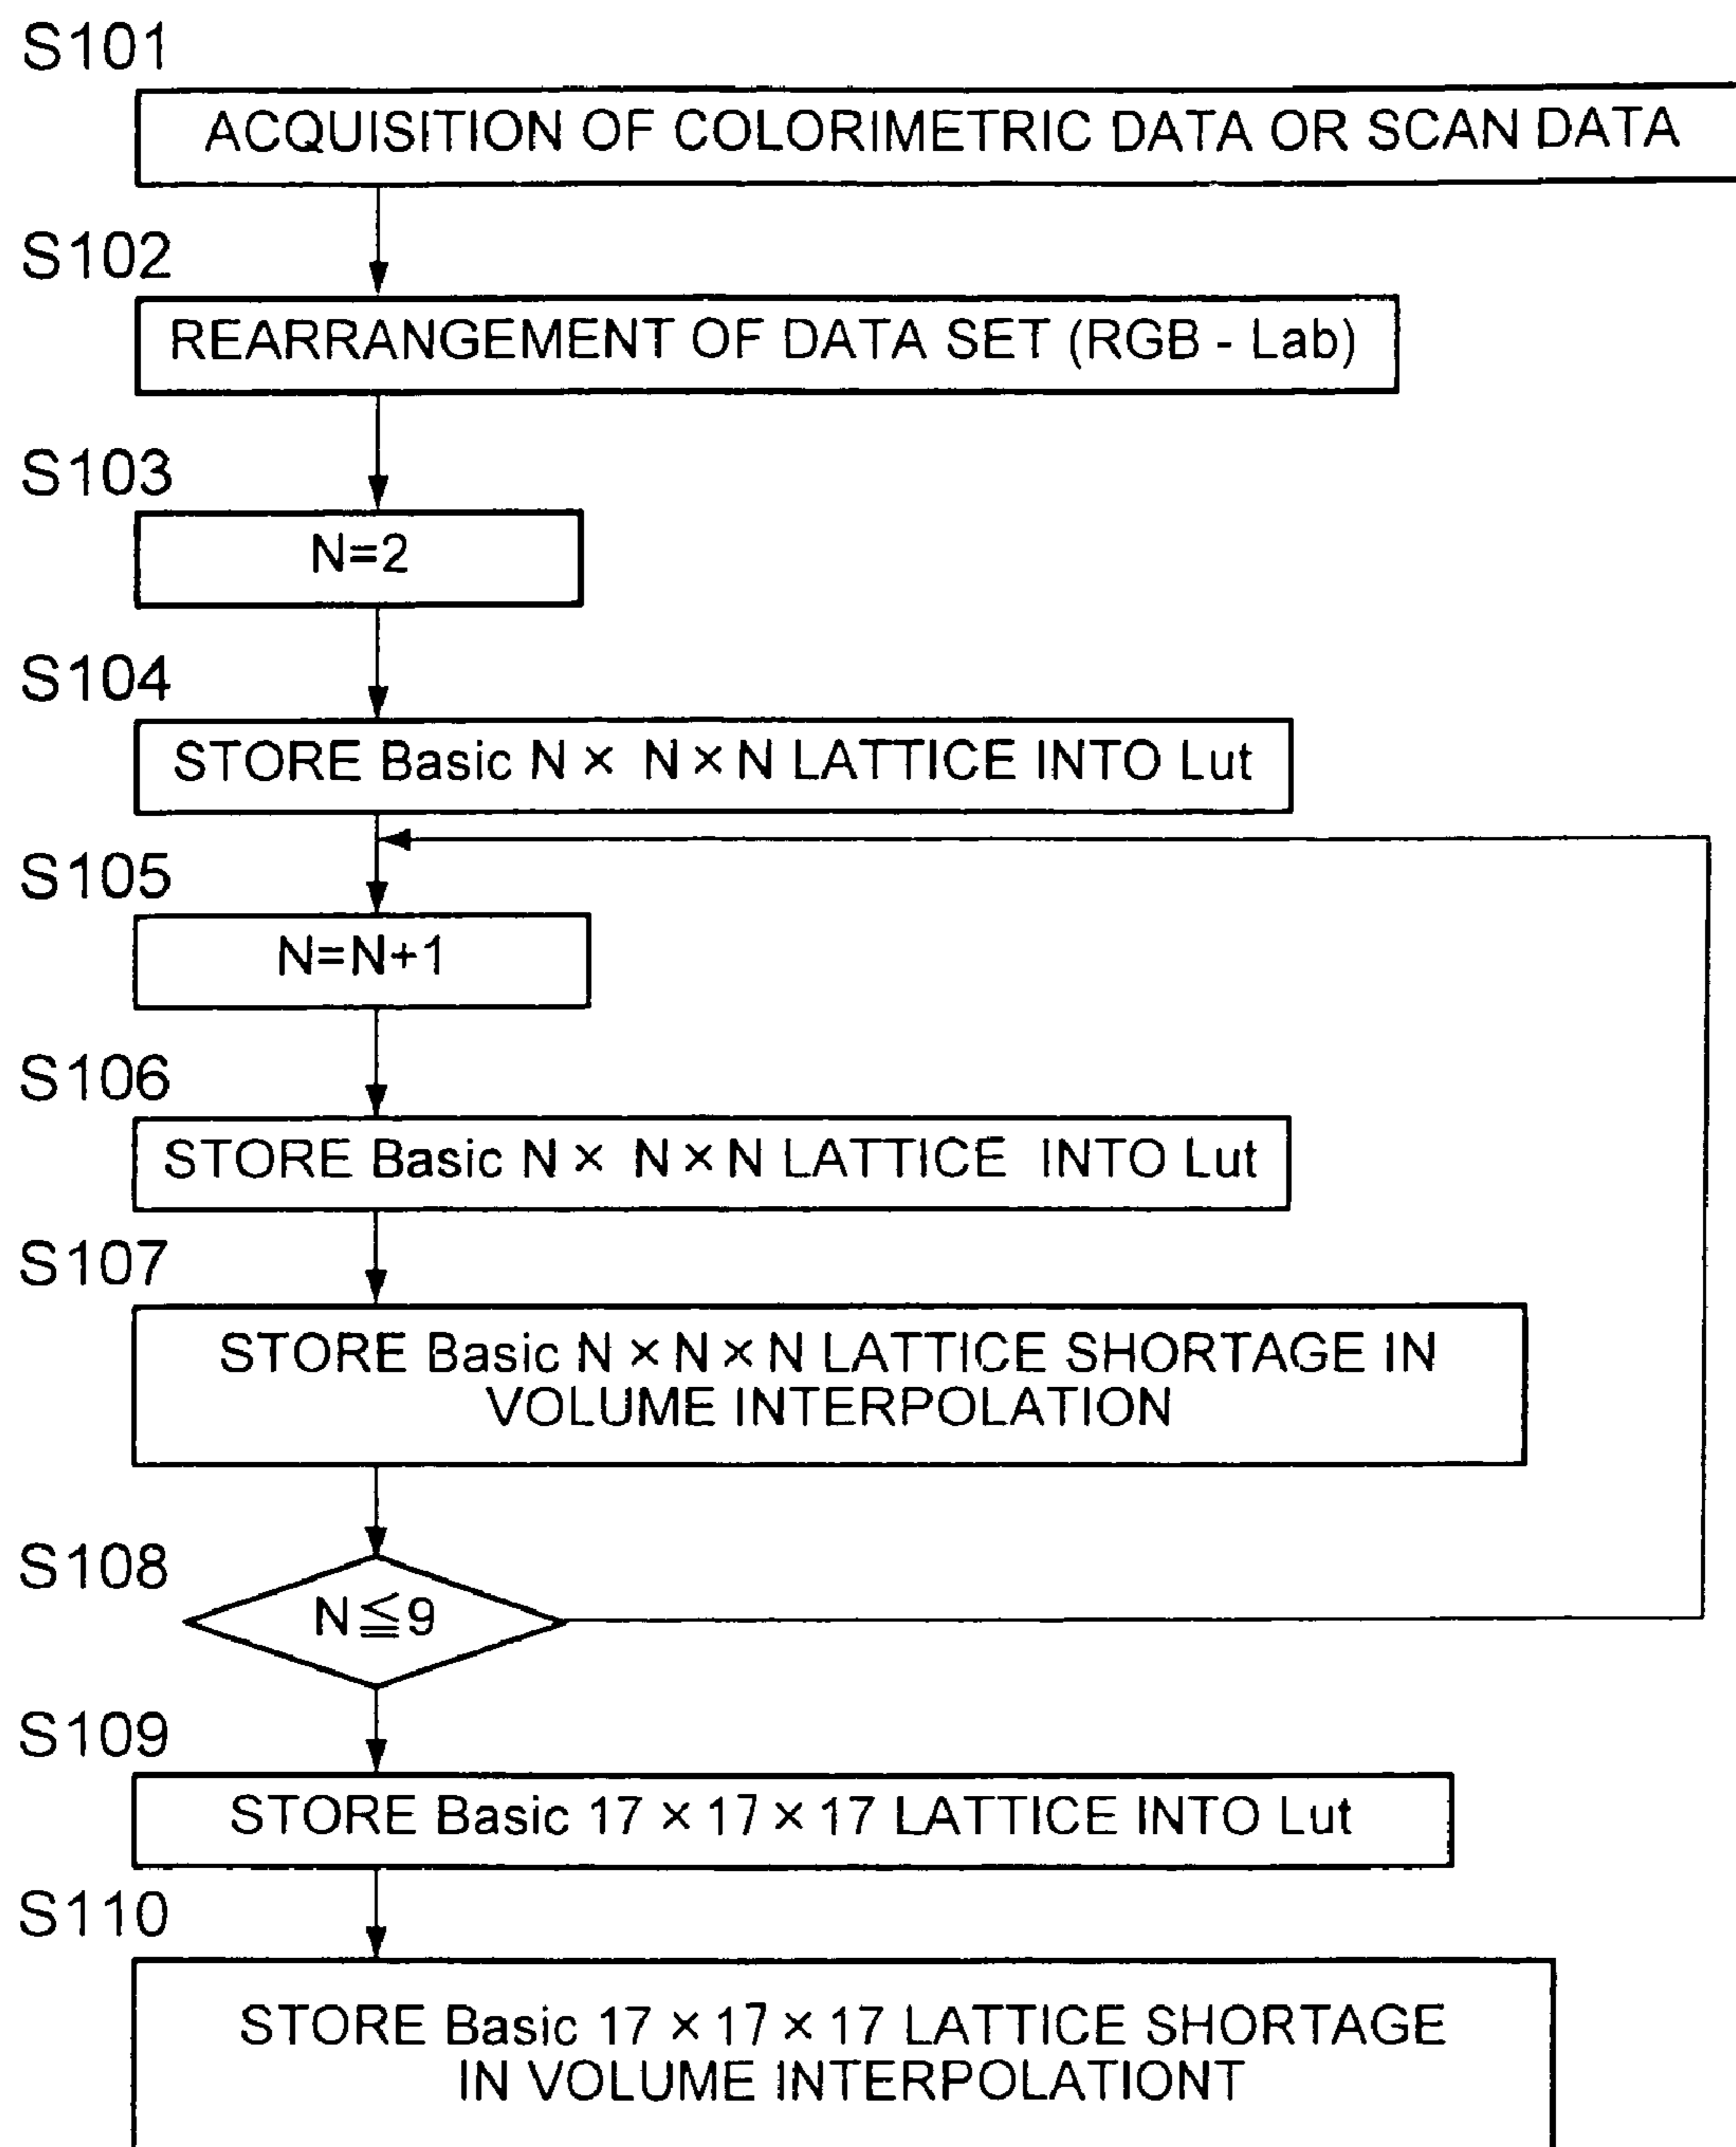 S101
ACQUISITION OF COLORIMETRIC DATA OR SCAN DATA
S102
REARRANGEMENT OF DATA SET (RGB - Lab)
S103
N=2
S104
STORE Basic N × N × N LATTICE INTO Lut
S105
N=N+1
S106
STORE Basic N × N × N LATTICE INTO Lut
S107
STORE Basic N × N × N LATTICE SHORTAGE IN
VOLUME INTERPOLATION
S108
N≦9
S109
STORE Basic 17 × 17 × 17 LATTICE INTO Lut
S110
STORE Basic 17 × 17 × 17 LATTICE SHORTAGE
IN VOLUME INTERPOLATIONT